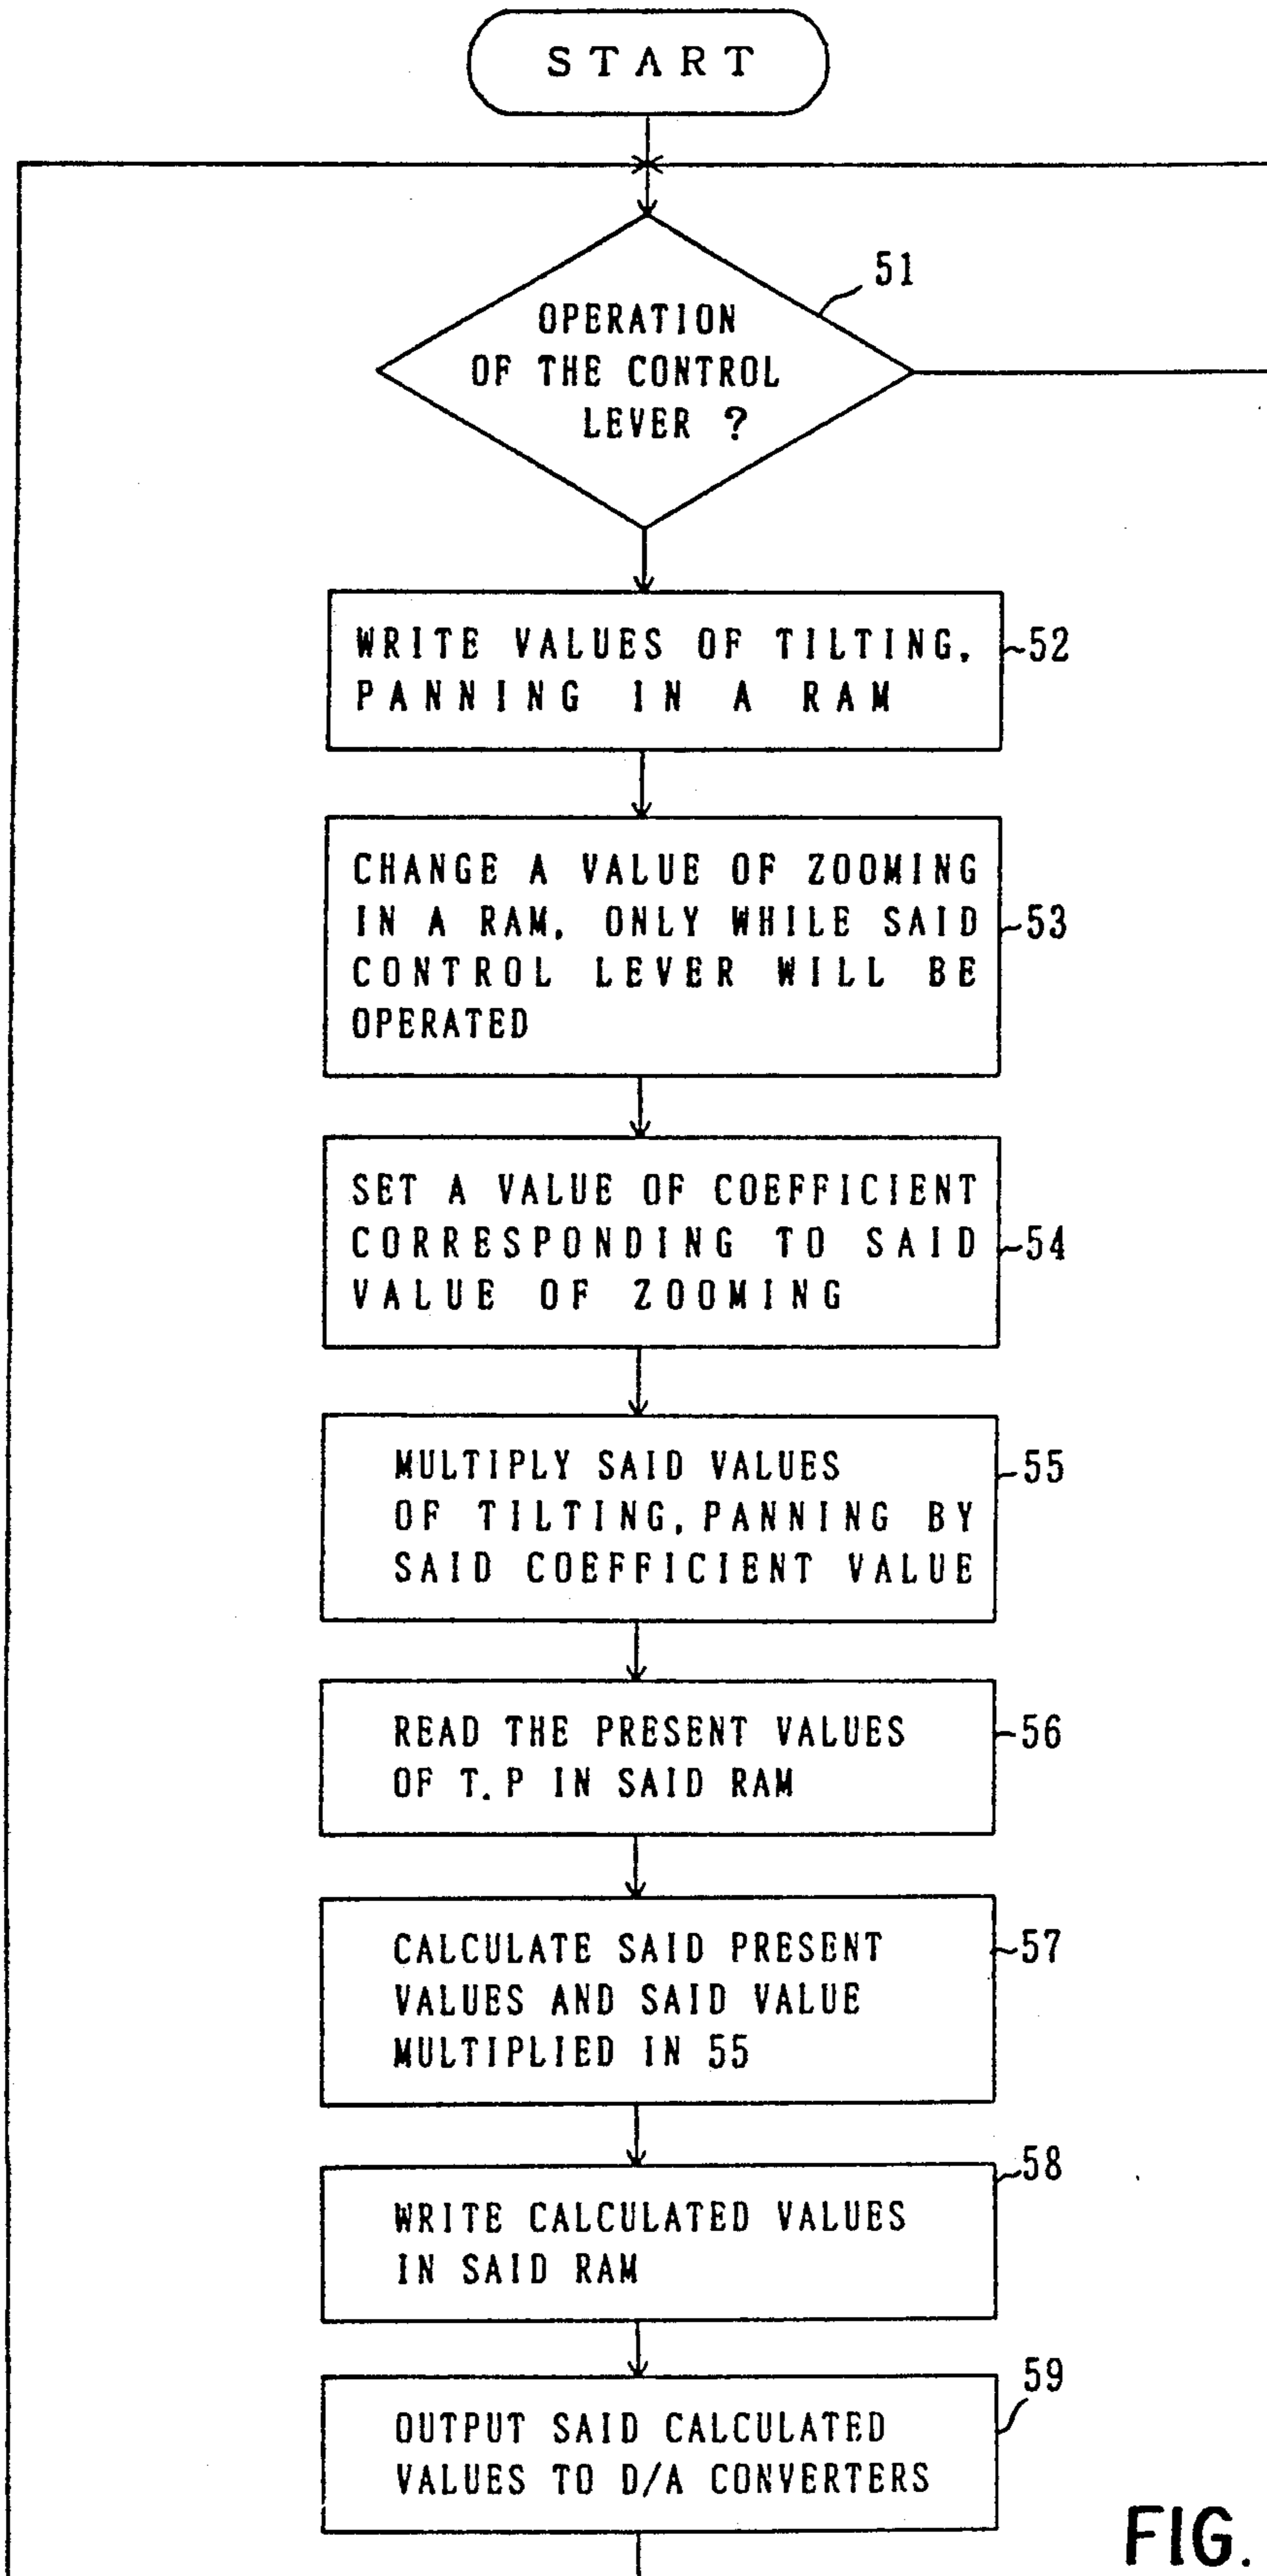 START
51
OPERATION
OF THE CONTROL
LEVER ?
WRITE VALUES OF TILTING,
PANNING IN A RAM
52
CHANGE A VALUE OF ZOOMING
IN A RAM, ONLY WHILE SAID
CONTROL LEVER WILL BE
OPERATED
53
SET A VALUE OF COEFFICIENT
CORRESPONDING TO SAID
VALUE OF ZOOMING
54
MULTIPLY SAID VALUES
OF TILTING, PANNING BY
SAID COEFFICIENT VALUE
55
READ THE PRESENT VALUES
OF T.P IN SAID RAM
56
CALCULATE SAID PRESENT
VALUES AND SAID VALUE
MULTIPLIED IN 55
57
WRITE CALCULATED VALUES
IN SAID RAM
58
OUTPUT SAID CALCULATED
VALUES TO D/A CONVERTERS
59
FIG.